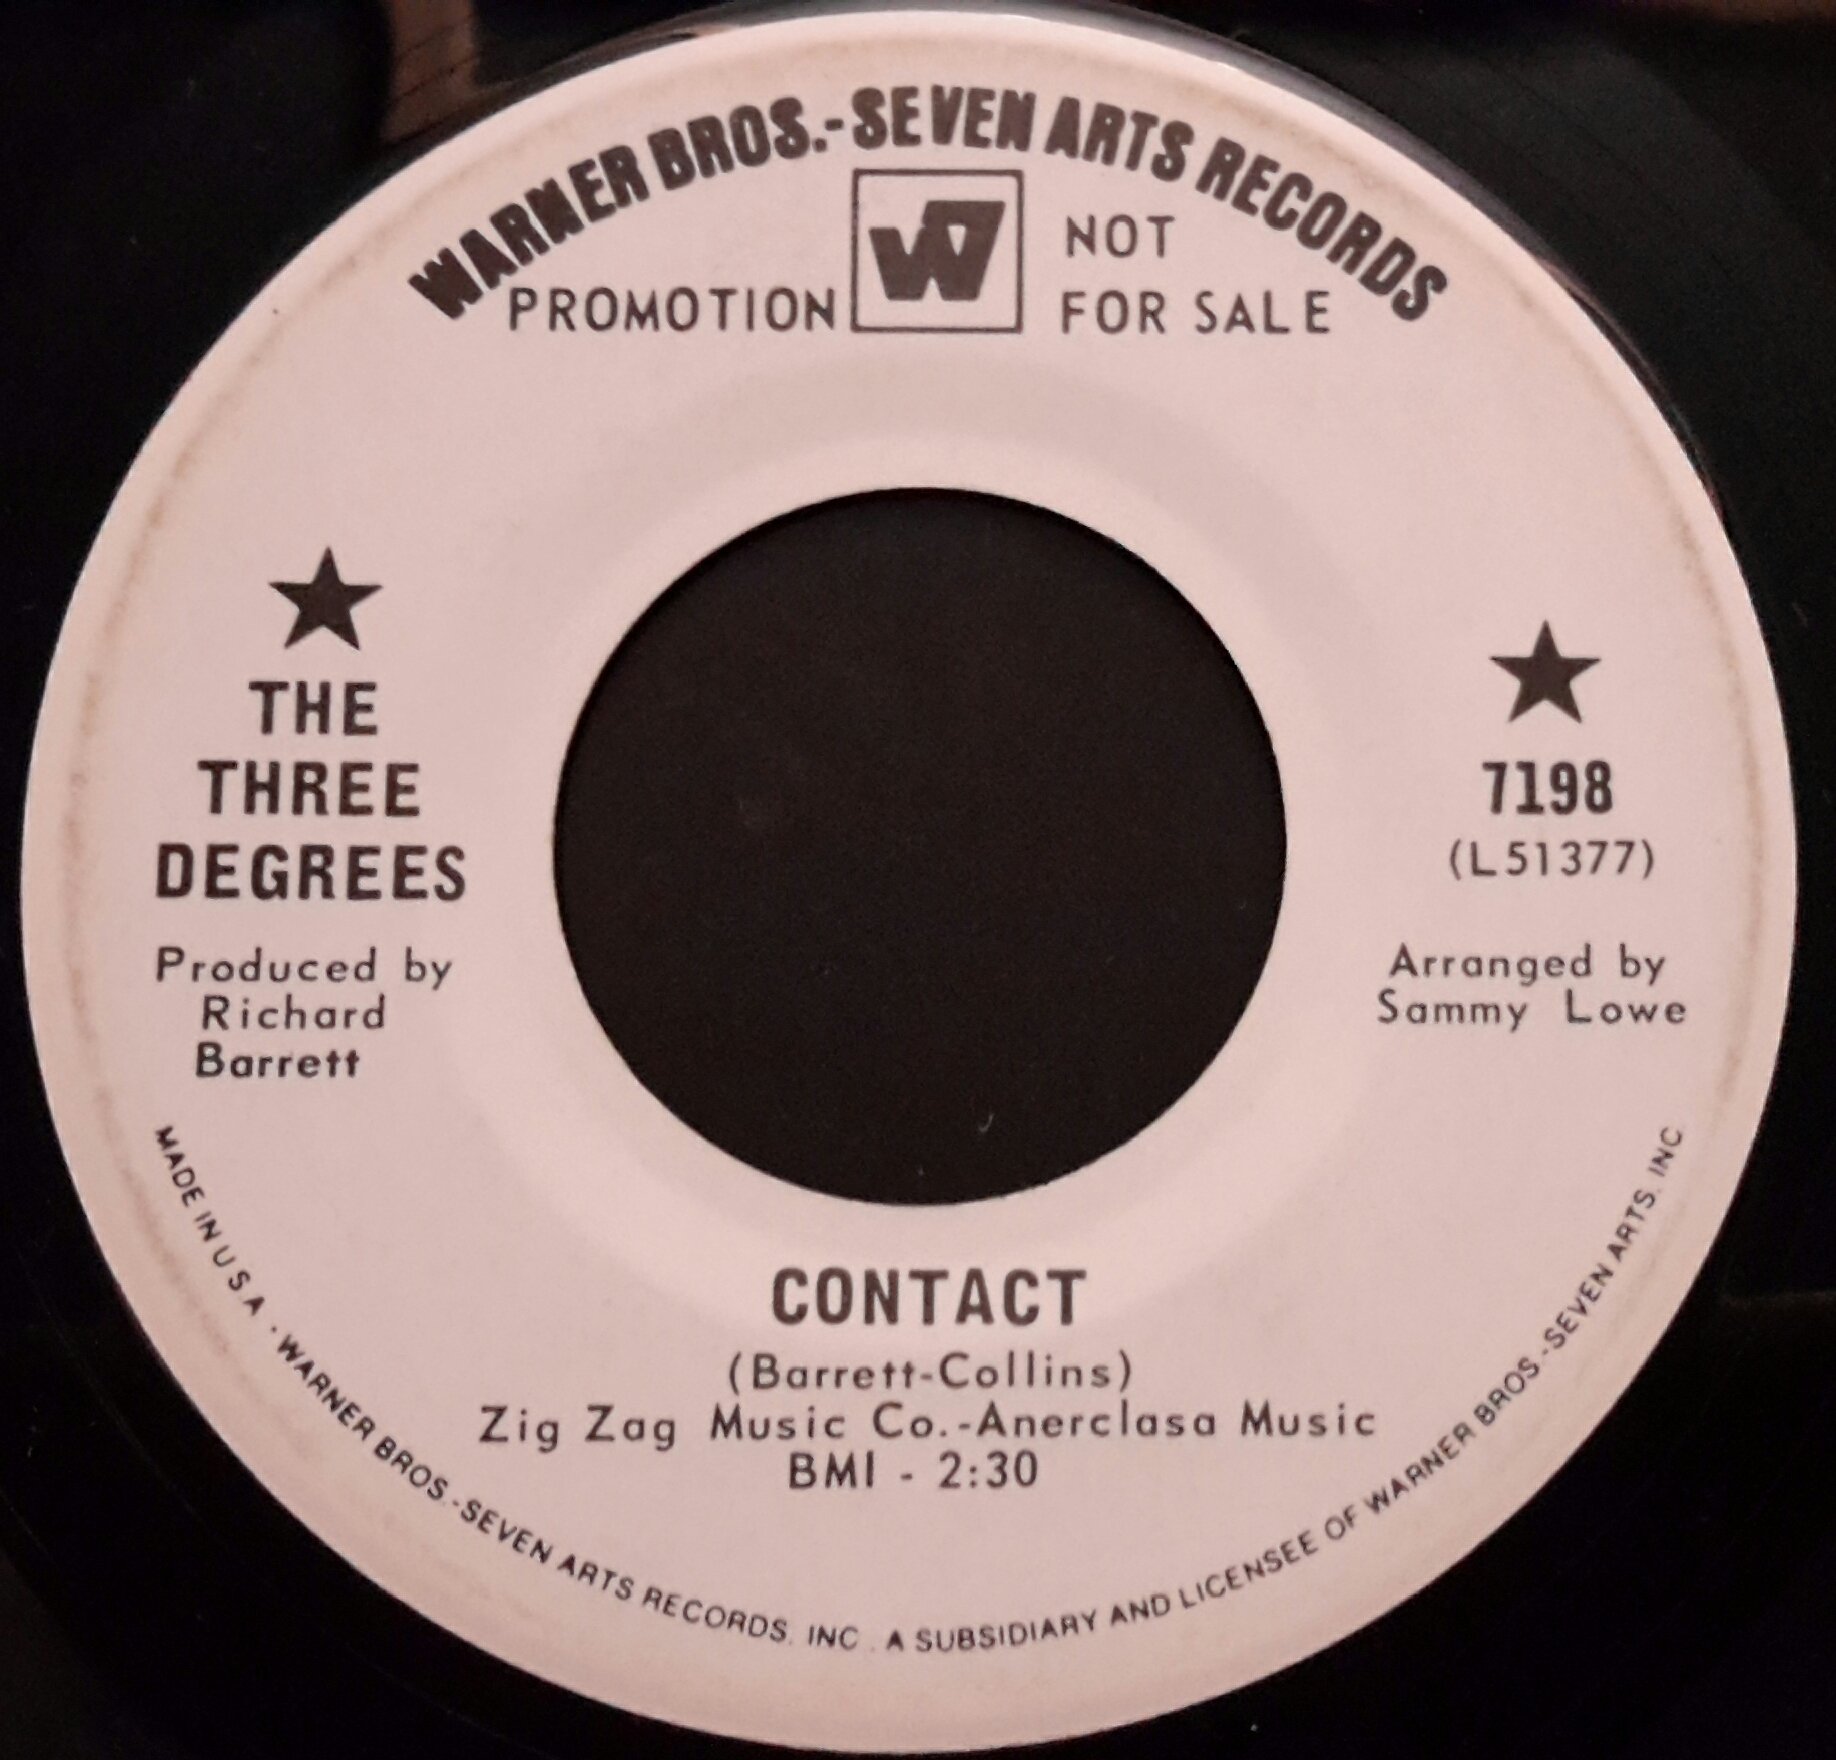 WARNER BROS.-SEVEN ARTS RECORDS
PROMOTION
W7
NOT
FOR SALE
THE
THREE
DEGREES
Produced by
Richard
Barrett
7198
(L51377)
Arranged by
Sammy Lowe
CONTACT
(Barrett-Collins)
Zig Zag Music Co.-Anerclasa Music
BMI - 2:30
MADE IN U S A · WARNER BROS.-SEVEN ARTS RECORDS, INC. A SUBSIDIARY AND LICENSEE OF WARNER BROS.-SEVEN ARTS, INC